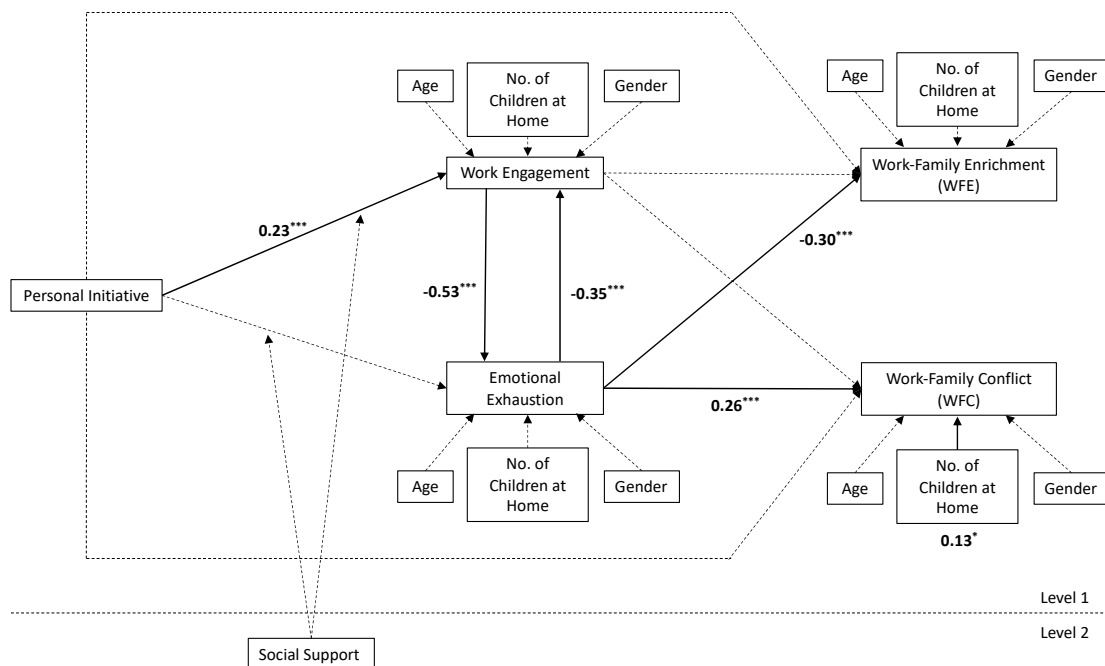 Age
No. of
Children at
Home
Gender
Age
No. of
Children at
Home
Gender
Work Engagement
Work-Family Enrichment
(WFE)
0.23***
-0.30***
Personal Initiative
-0.53***
-0.35***
Emotional
Exhaustion
Work-Family Conflict
(WFC)
0.26***
Age
No. of
Children at
Home
Gender
Age
No. of
Children at
Home
Gender
0.13*
Level 1
Level 2
Social Support